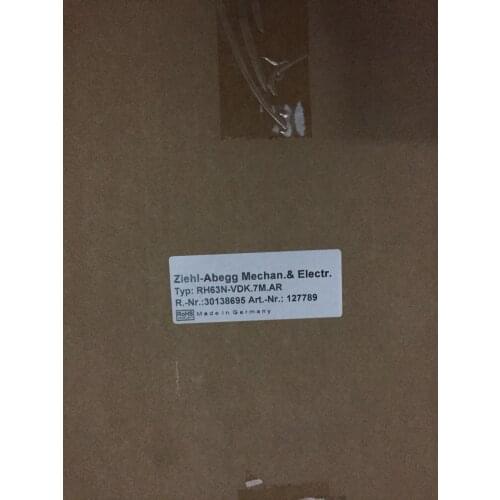 Ziehl-Abegg Mechan.& Electr.
Typ: RH63N-VDK.7M.AR
R.-Nr.:30138695 Art.-Nr.: 127789
RoHS Made in Germany